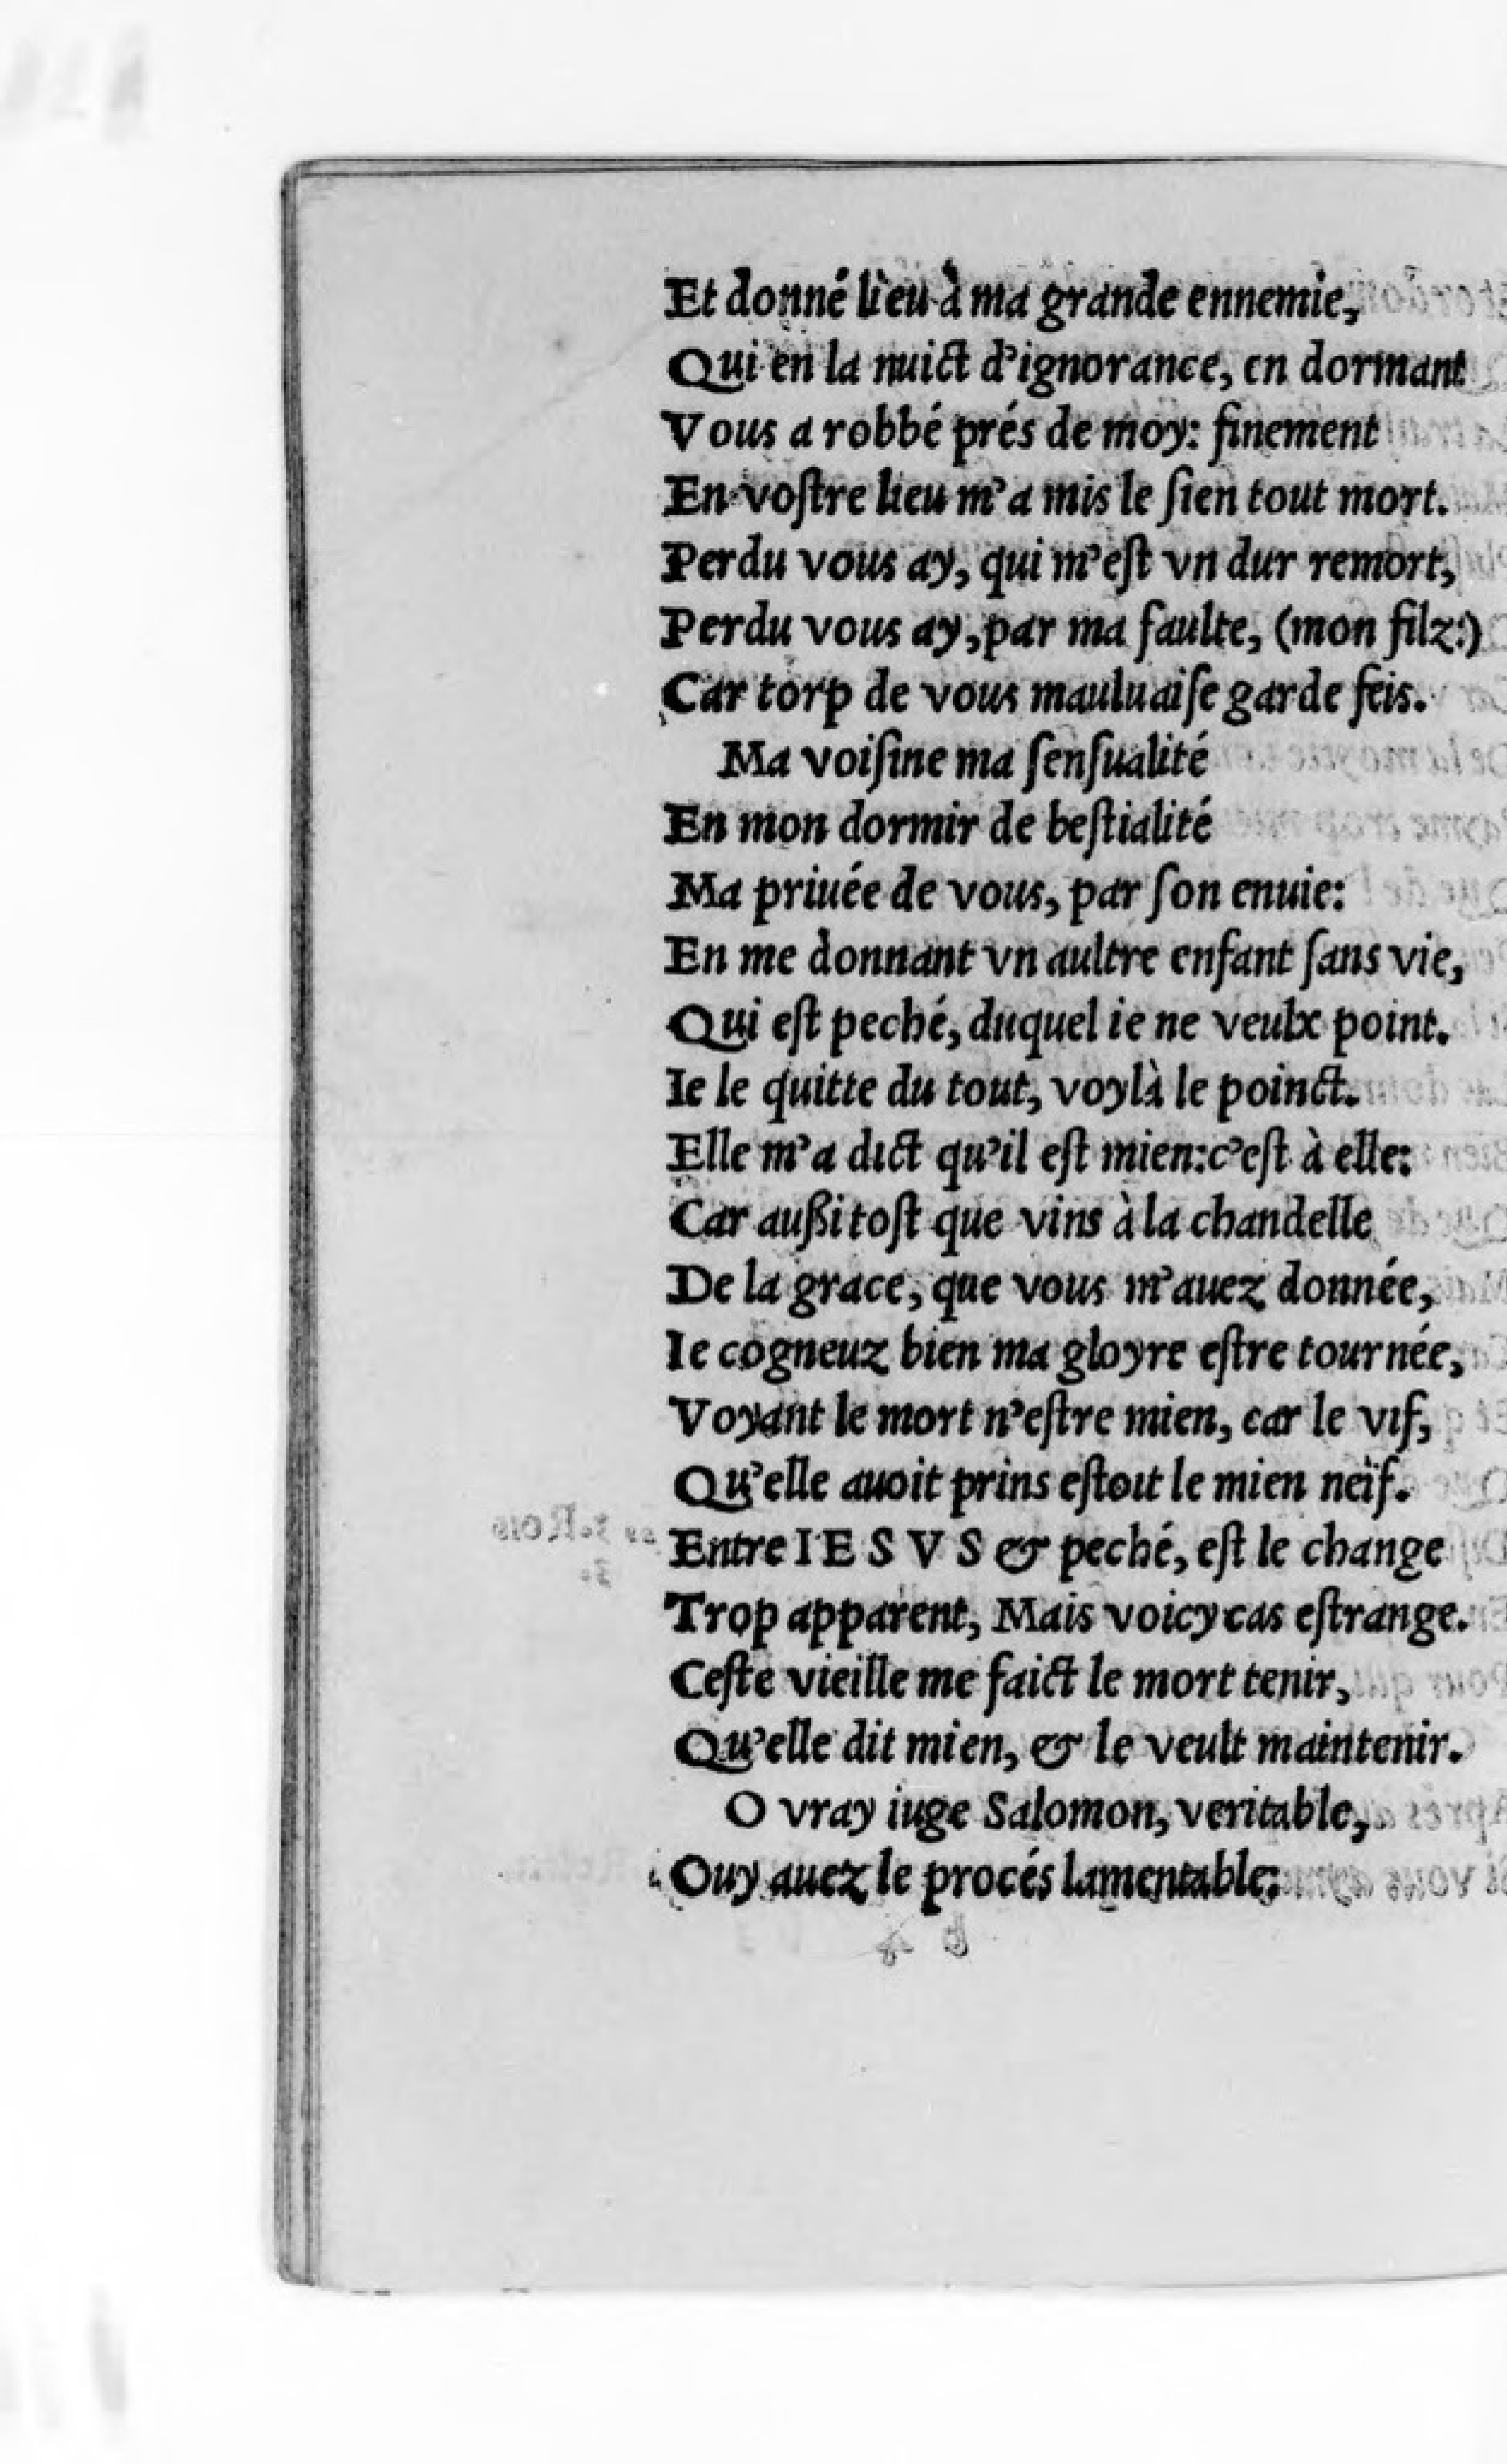 Et donné lieu à ma grande ennemie,
Qui en la nuict d'ignorance, en dormant
Vous a robbé prés de moy: finement
En voſtre lieu m'a mis le ſien tout mort.
Perdu vous ay, qui m'eſt vn dur remort,
Perdu vous ay, par ma faulte, (mon filz:)
Car torp de vous mauluaiſe garde feis.
Ma voiſine ma ſenſualité
En mon dormir de beſtialité
Ma priuée de vous, par ſon enuie:
En me donnant vn aultre enfant ſans vie,
Qui eſt peché, duquel ie ne veulx point.
Ie le quitte du tout, voylà le poinct.
Elle m'a dict qu'il eſt mien: c'eſt à elle:
Car außi toſt que vins à la chandelle
De la grace, que vous m'auez donnée,
Ie cogneuz bien ma gloyre eſtre tournée,
Voyant le mort n'eſtre mien, car le vif,
Qu'elle auoit prins eſtoit le mien neïf.
Entre IESVS & peché, eſt le change
Trop apparent, Mais voicy cas eſtrange.
Ceſte vieille me faict le mort tenir,
Qu'elle dit mien, & le veult maintenir.
O vray iuge Salomon, veritable,
Ouy auez le procés lamentable: